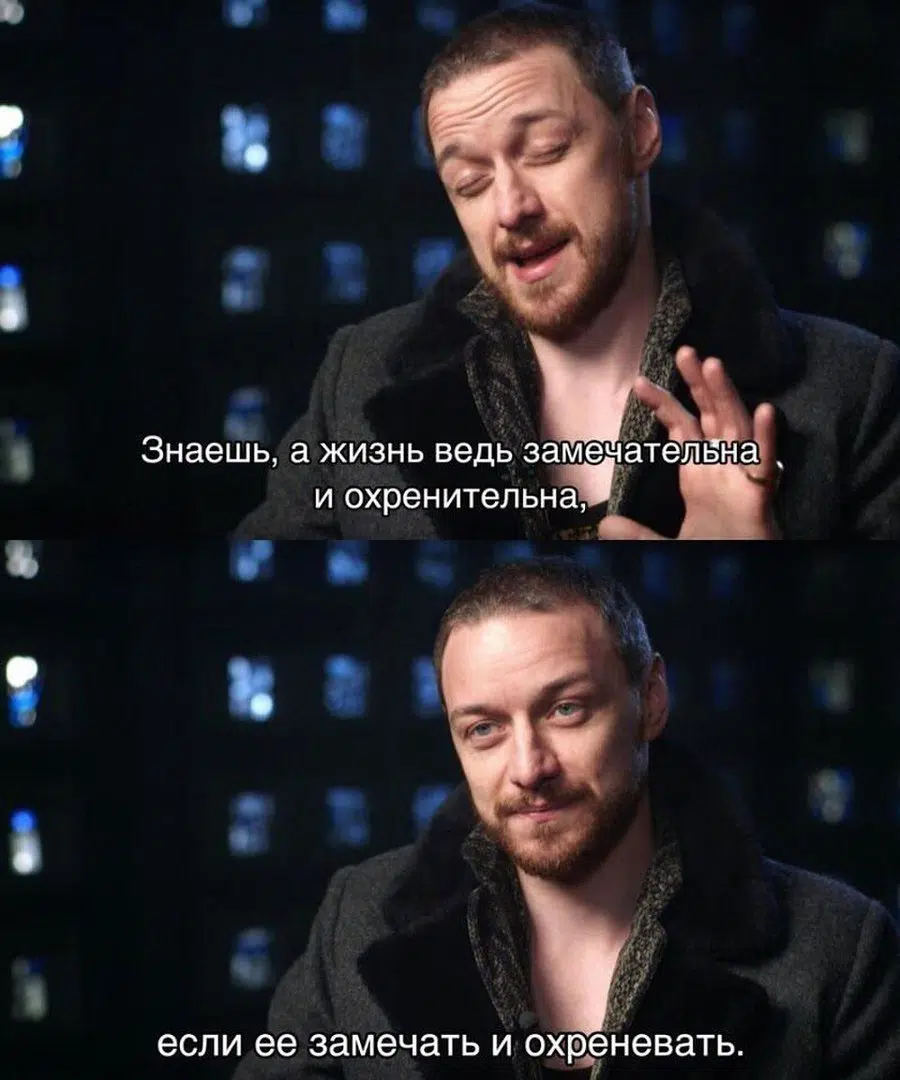 Знаешь, а жизнь ведь замечательна
и охренительна,
если ее замечать и охреневать.